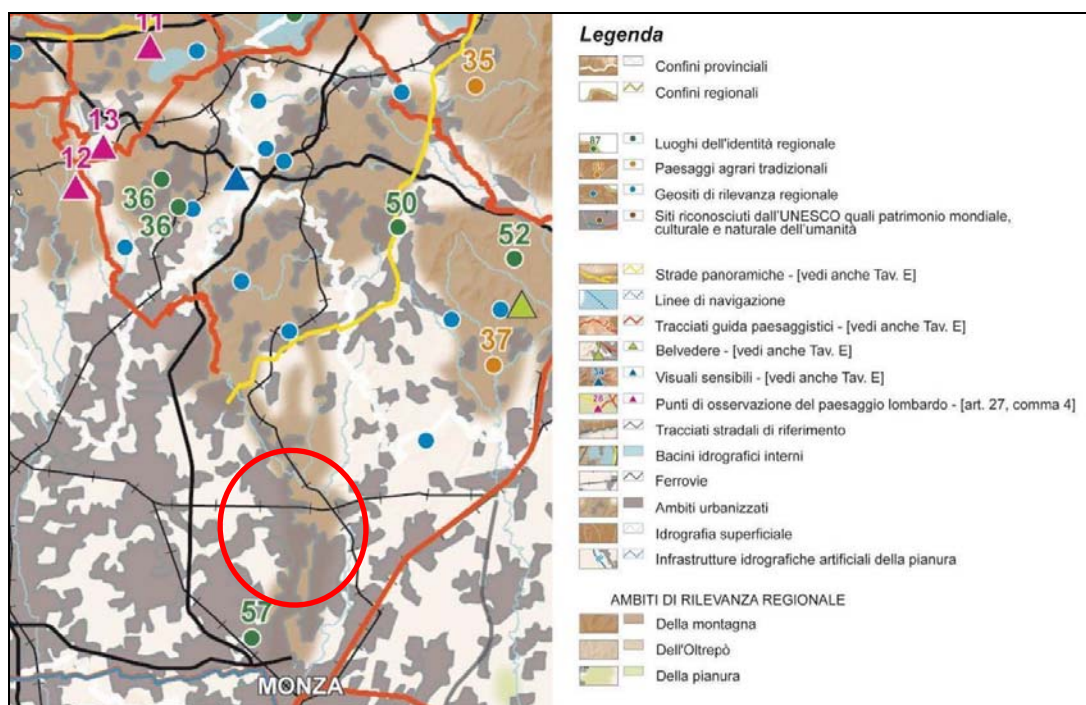 11
35
13
12
36
36
50
52
37
57
MONZA
Legenda
Confini provinciali
Confini regionali
87
Luoghi dell'identità regionale
Paesaggi agrari tradizionali
Geositi di rilevanza regionale
Siti riconosciuti dall'UNESCO quali patrimonio mondiale,
culturale e naturale dell'umanità
Strade panoramiche - [vedi anche Tav. E]
Linee di navigazione
Tracciati guida paesaggistici - [vedi anche Tav. E]
Belvedere - [vedi anche Tav. E]
Visuali sensibili - [vedi anche Tav. E]
Punti di osservazione del paesaggio lombardo - [art. 27, comma 4]
Tracciati stradali di riferimento
Bacini idrografici interni
Ferrovie
Ambiti urbanizzati
Idrografia superficiale
Infrastrutture idrografiche artificiali della pianura
AMBITI DI RILEVANZA REGIONALE
Della montagna
Dell'Oltrepò
Della pianura